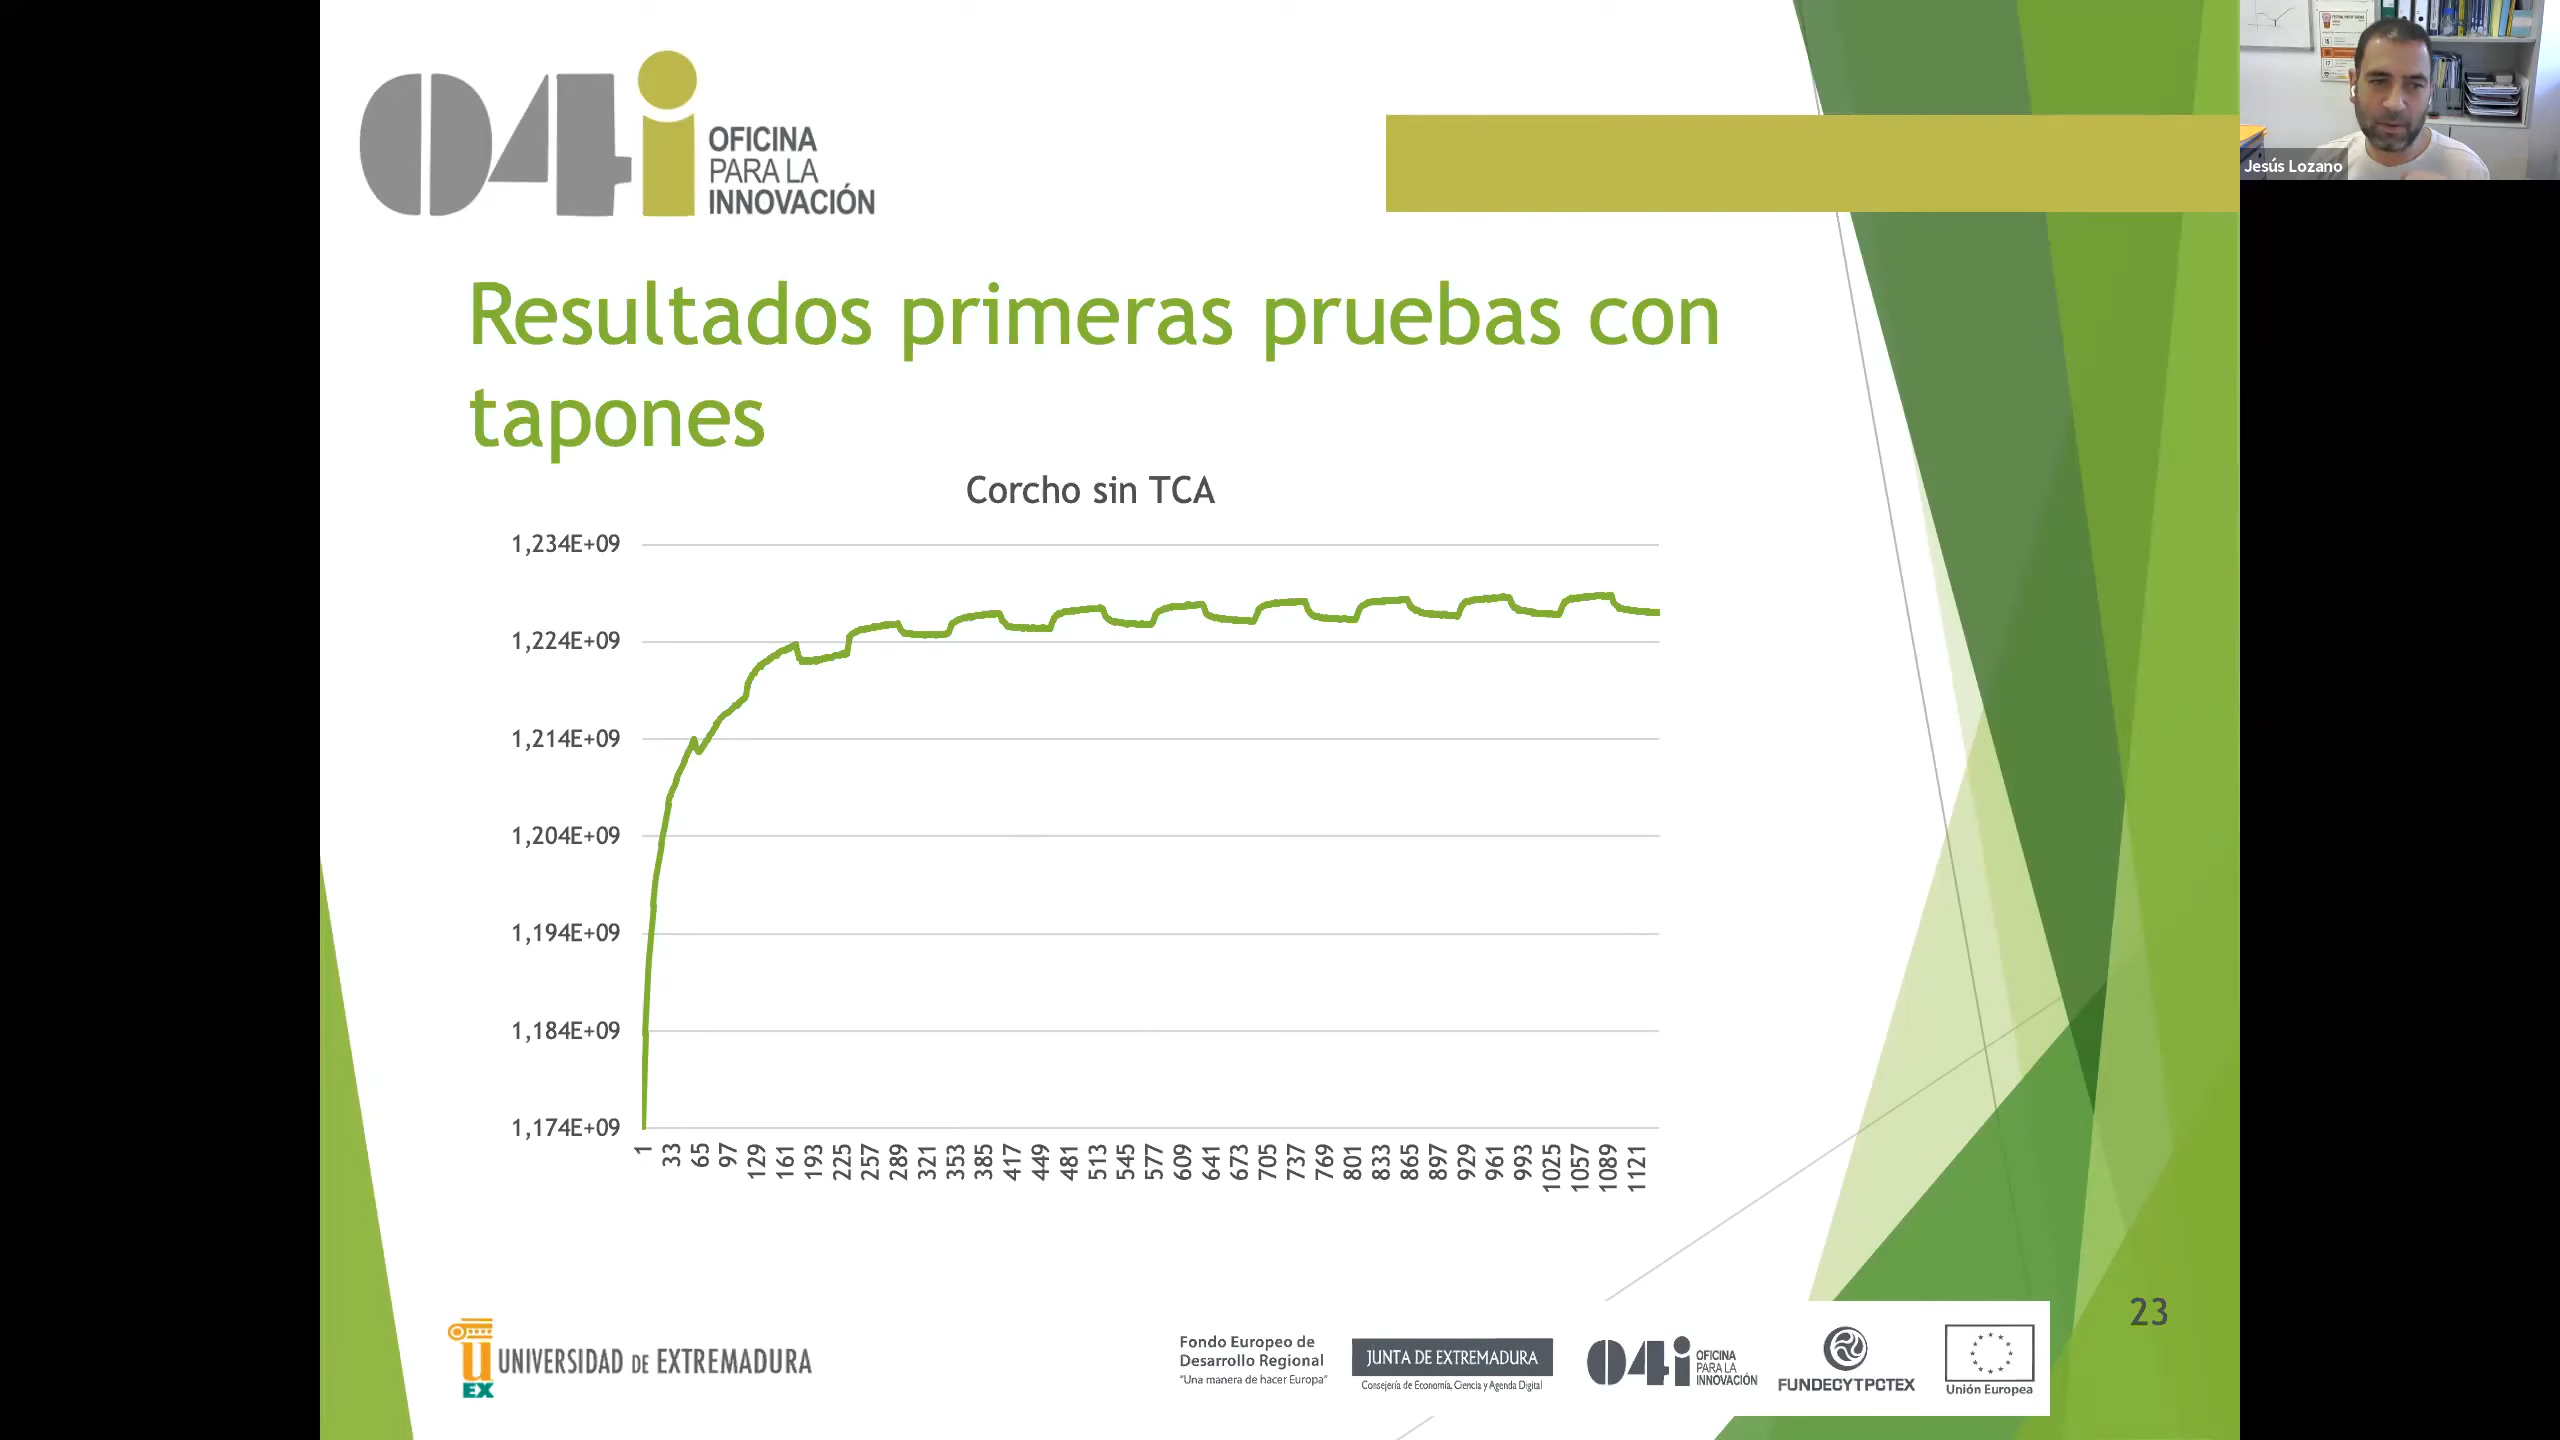 04i
OFICINA
PARA LA
INNOVACIÓN
Jesús Lozano
Resultados primeras pruebas con
tapones
Corcho sin TCA
1,234E+09
1,224E+09
1,214E+09
1,204E+09
1,194E+09
1,184E+09
1,174E+09
1 33 65 97 129 161 193 225 257 289 321 353 385 417 449 481 513 545 577 609 641 673 705 737 769 801 833 865 897 929 961 993 1025 1057 1089 1121
23
UEX UNIVERSIDAD DE EXTREMADURA
Fondo Europeo de
Desarrollo Regional
"Una manera de hacer Europa"
JUNTA DE EXTREMADURA
Consejería de Economía, Ciencia y Agenda Digital
04i
OFICINA
PARA LA
INNOVACIÓN
FUNDECYTPCTEX
Unión Europea